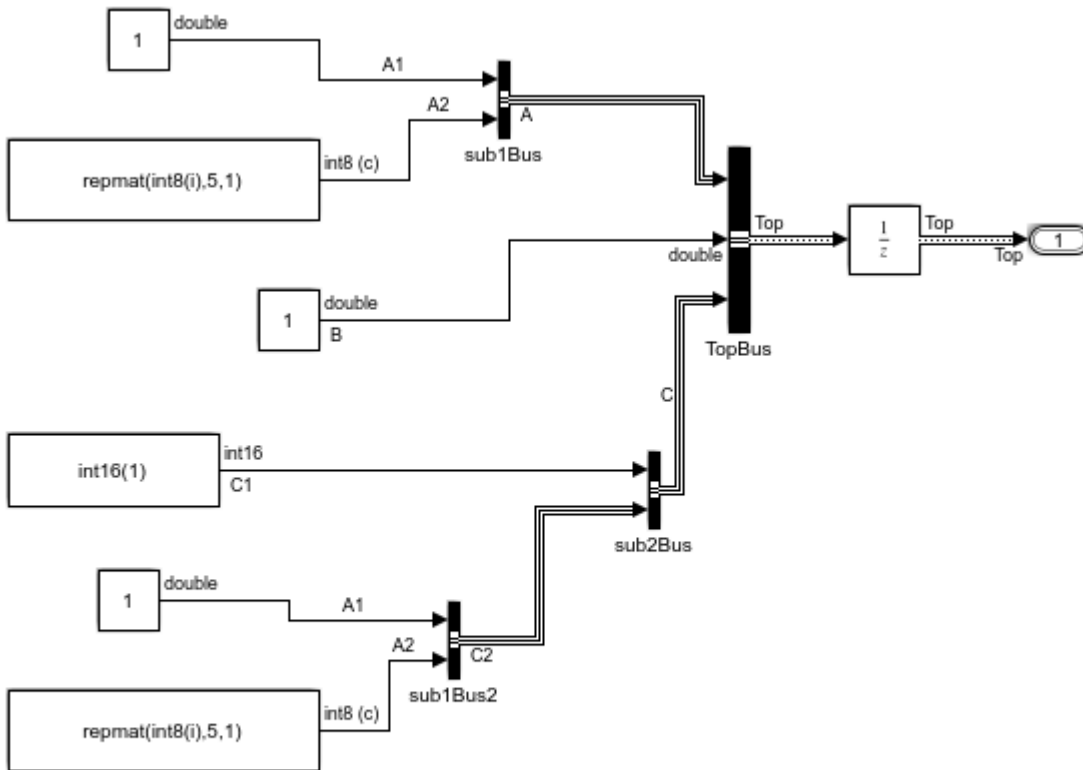 double
1
A1
A2
A
sub1Bus
repmat(int8(i),5,1)
int8 (c)
Top
1
z
Top
1
double
Top
1
double
B
TopBus
C
int16(1)
int16
C1
sub2Bus
1
double
A1
A2
C2
sub1Bus2
repmat(int8(i),5,1)
int8 (c)